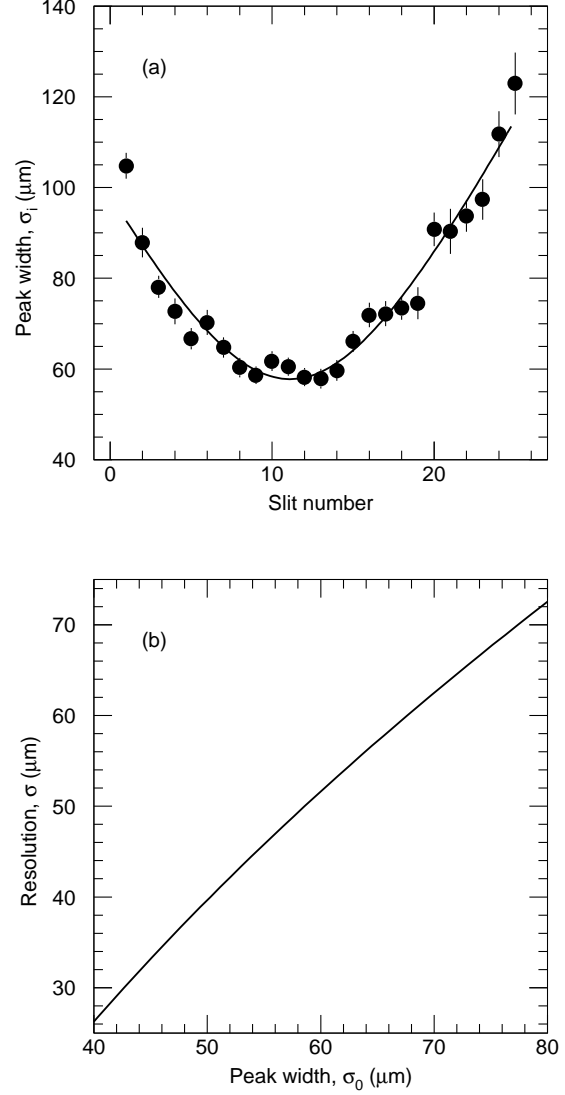 140
(a)
120
100
80
60
40
Peak width, σi (μm)
0 10 20
Slit number
(b)
70
60
50
40
30
Resolution, σ (μm)
40 50 60 70 80
Peak width, σ0 (μm)